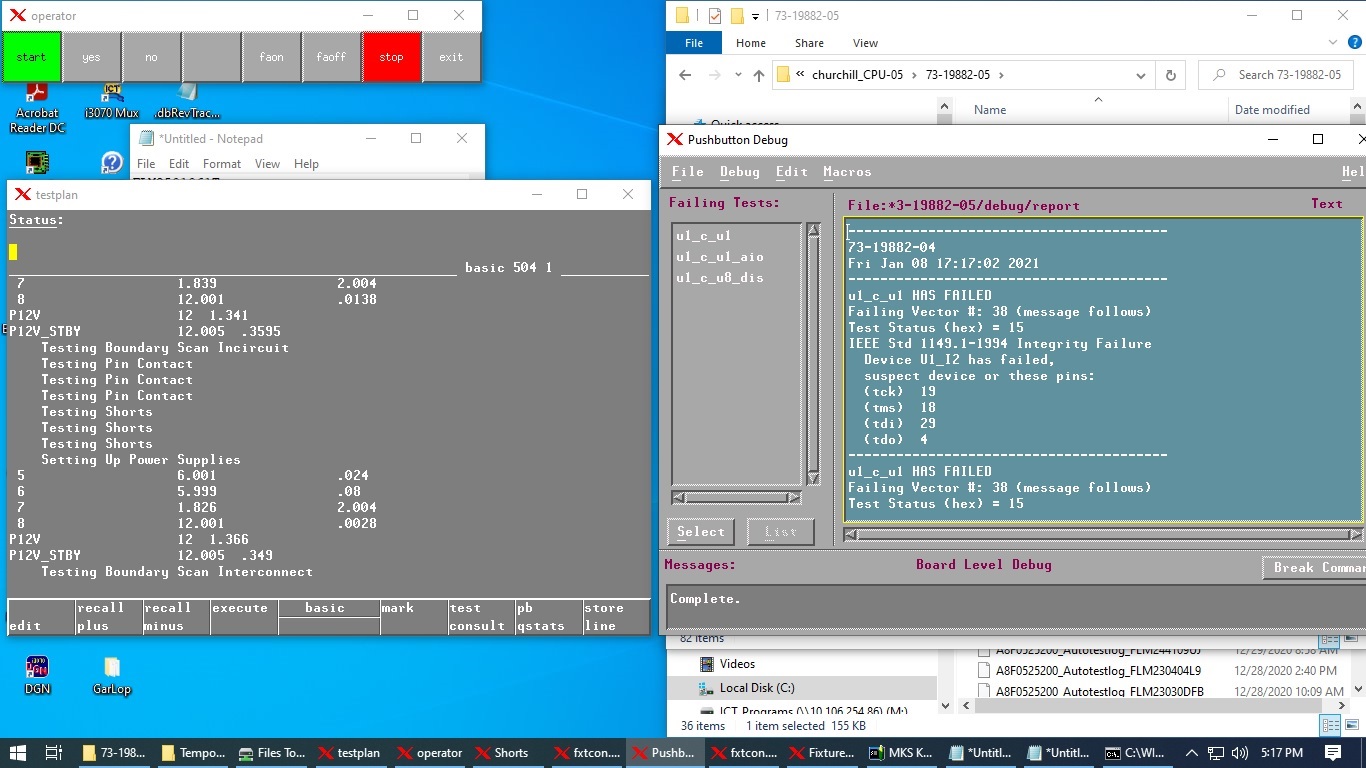 operator
start yes no faon faoff stop exit
Acrobat Reader DC
i3070 Mux
.dbRevTrac...
*Untitled - Notepad
File Edit Format View Help
testplan
Status:
basic 504 1
7 1.839 2.004
8 12.001 .0138
P12V 12 1.341
P12V_STBY 12.005 .3595
Testing Boundary Scan Incircuit
Testing Pin Contact
Testing Pin Contact
Testing Pin Contact
Testing Shorts
Testing Shorts
Testing Shorts
Setting Up Power Supplies
5 6.001 .024
6 5.999 .08
7 1.826 2.004
8 12.001 .0028
P12V 12 1.366
P12V_STBY 12.005 .349
Testing Boundary Scan Interconnect
edit recall plus recall minus execute basic mark test consult pb qstats store line
DGN
GarLop
73-19882-05
File Home Share View
« churchill_CPU-05 › 73-19882-05 ›
Search 73-19882-05
Quick access
Name Date modified
Pushbutton Debug
File Debug Edit Macros Hel
Failing Tests:
u1_c_u1
u1_c_u1_aio
u1_c_u8_dis
Select List
File:*3-19882-05/debug/report Text
----------------------------------------
73-19882-04
Fri Jan 08 17:17:02 2021
----------------------------------------
u1_c_u1 HAS FAILED
Failing Vector #: 38 (message follows)
Test Status (hex) = 15
IEEE Std 1149.1-1994 Integrity Failure
Device U1_I2 has failed,
suspect device or these pins:
(tck) 19
(tms) 18
(tdi) 29
(tdo) 4
----------------------------------------
u1_c_u1 HAS FAILED
Failing Vector #: 38 (message follows)
Test Status (hex) = 15
Messages: Board Level Debug Break Comma
Complete.
82 items
Videos
Local Disk (C:)
ICT Programs (\\10.106.254.86) (M:)
A8F0525200_Autotestlog_FLM244109UJ 12/29/2020 8:58 AM
A8F0525200_Autotestlog_FLM230404L9 12/28/2020 2:40 PM
A8F0525200_Autotestlog_FLM23030DFB 12/28/2020 10:09 AM
36 items 1 item selected 155 KB
73-198... Tempo... Files To... testplan operator Shorts fxtcon... Pushb... fxtcon... Fixture... MKS K... *Untitl... *Untitl... C:\WI... 5:17 PM